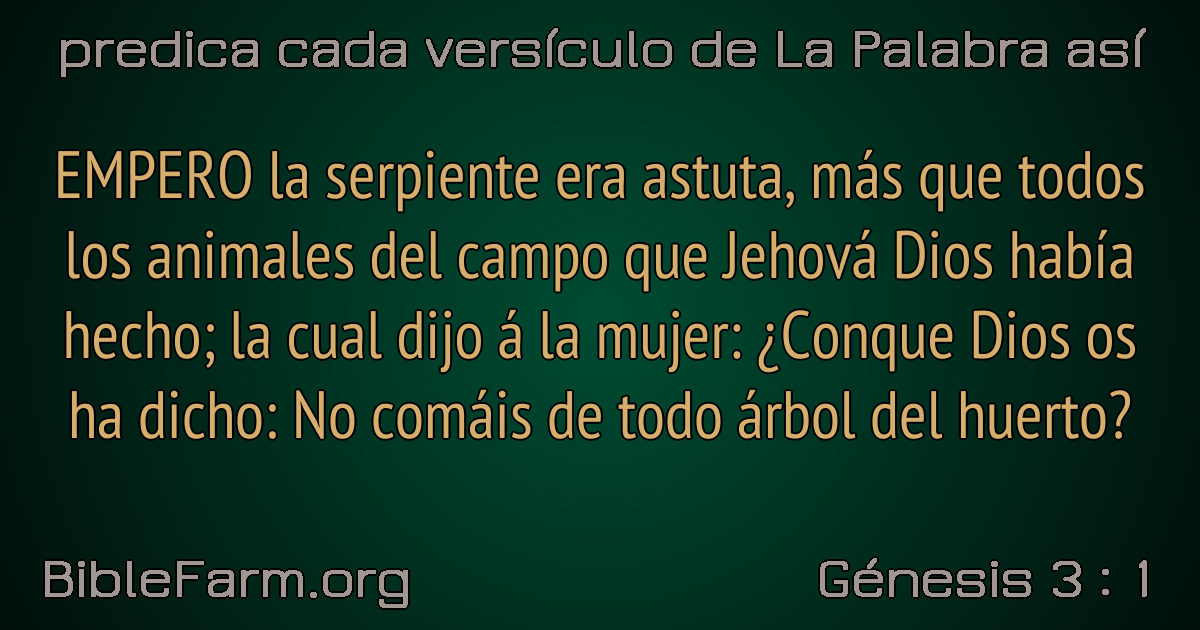 predica cada versículo de La Palabra así
EMPERO la serpiente era astuta, más que todos
los animales del campo que Jehová Dios había
hecho; la cual dijo á la mujer: ¿Conque Dios os
ha dicho: No comáis de todo árbol del huerto?
BibleFarm.org
Génesis 3 : 1